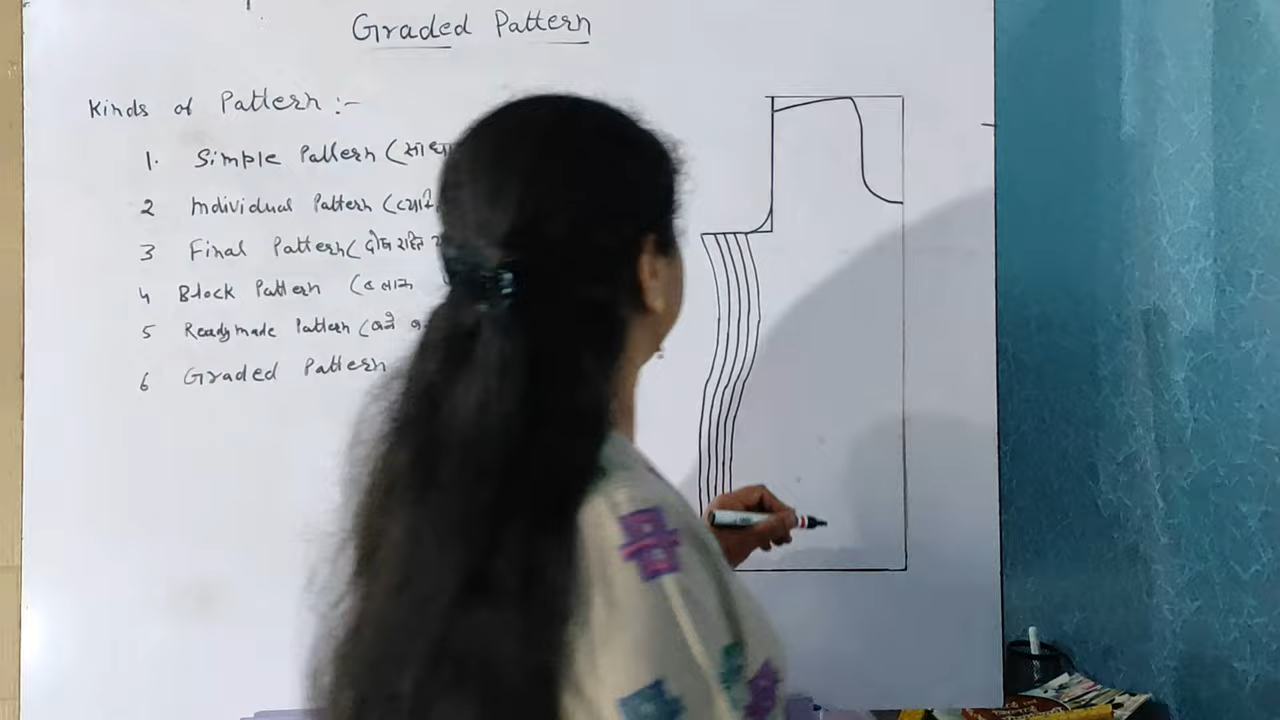 Graded Pattern
Kinds of Pattern :-
1. Simple Pattern (
2 Individual Pattern (
3 Final Pattern (दोष रहित
4 Block Pattern (
5 Readymade Pattern (
6 Graded Pattern